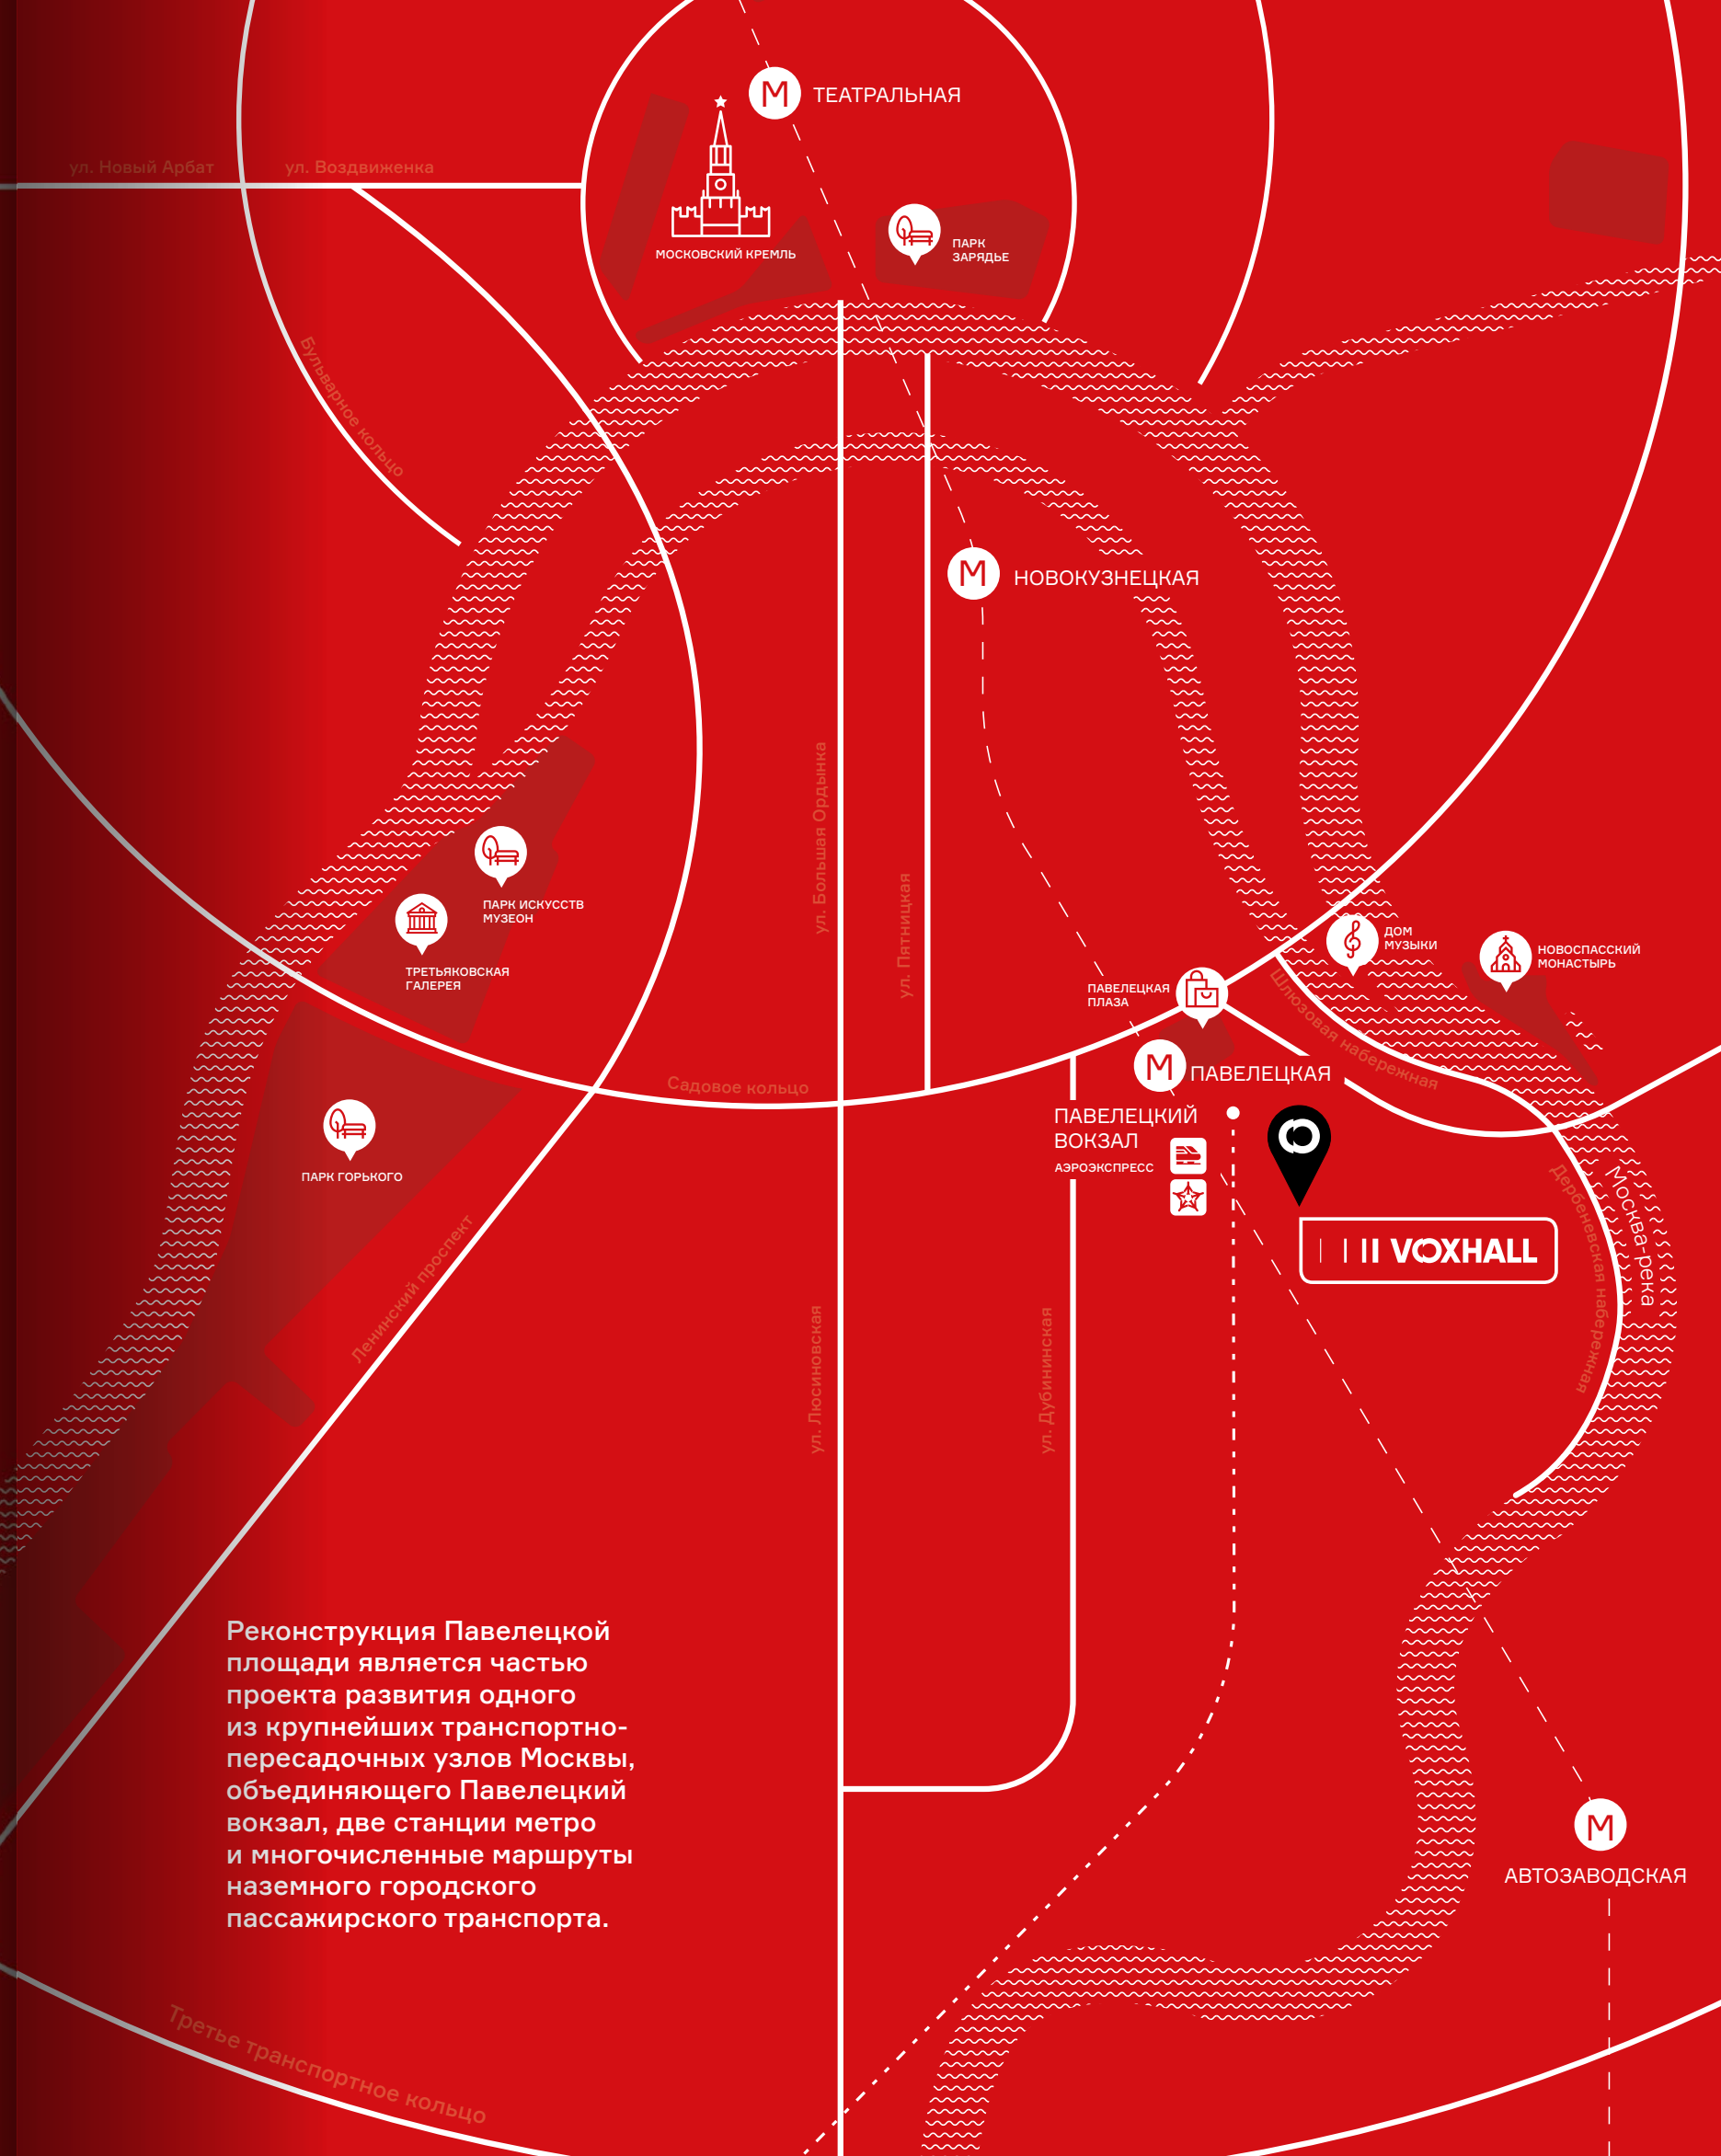 М ТЕАТРАЛЬНАЯ
ул. Новый Арбат
ул. Воздвиженка
МОСКОВСКИЙ КРЕМЛЬ
ПАРК
ЗАРЯДЬЕ
Бульварное кольцо
М НОВОКУЗНЕЦКАЯ
ул. Большая Ордынка
ул. Пятницкая
ПАРК ИСКУССТВ
МУЗЕОН
ТРЕТЬЯКОВСКАЯ
ГАЛЕРЕЯ
ДОМ
МУЗЫКИ
НОВОСПАССКИЙ
МОНАСТЫРЬ
ПАВЕЛЕЦКАЯ
ПЛАЗА
Шлюзовая набережная
М ПАВЕЛЕЦКАЯ
Садовое кольцо
ПАВЕЛЕЦКИЙ
ВОКЗАЛ
АЭРОЭКСПРЕСС
ПАРК ГОРЬКОГО
Москва-река
Дербеневская набережная
VOXHALL
Ленинский проспект
ул. Люсиновская
ул. Дубининская
Реконструкция Павелецкой
площади является частью
проекта развития одного
из крупнейших транспортно-
пересадочных узлов Москвы,
объединяющего Павелецкий
вокзал, две станции метро
и многочисленные маршруты
наземного городского
пассажирского транспорта.
М
АВТОЗАВОДСКАЯ
Третье транспортное кольцо